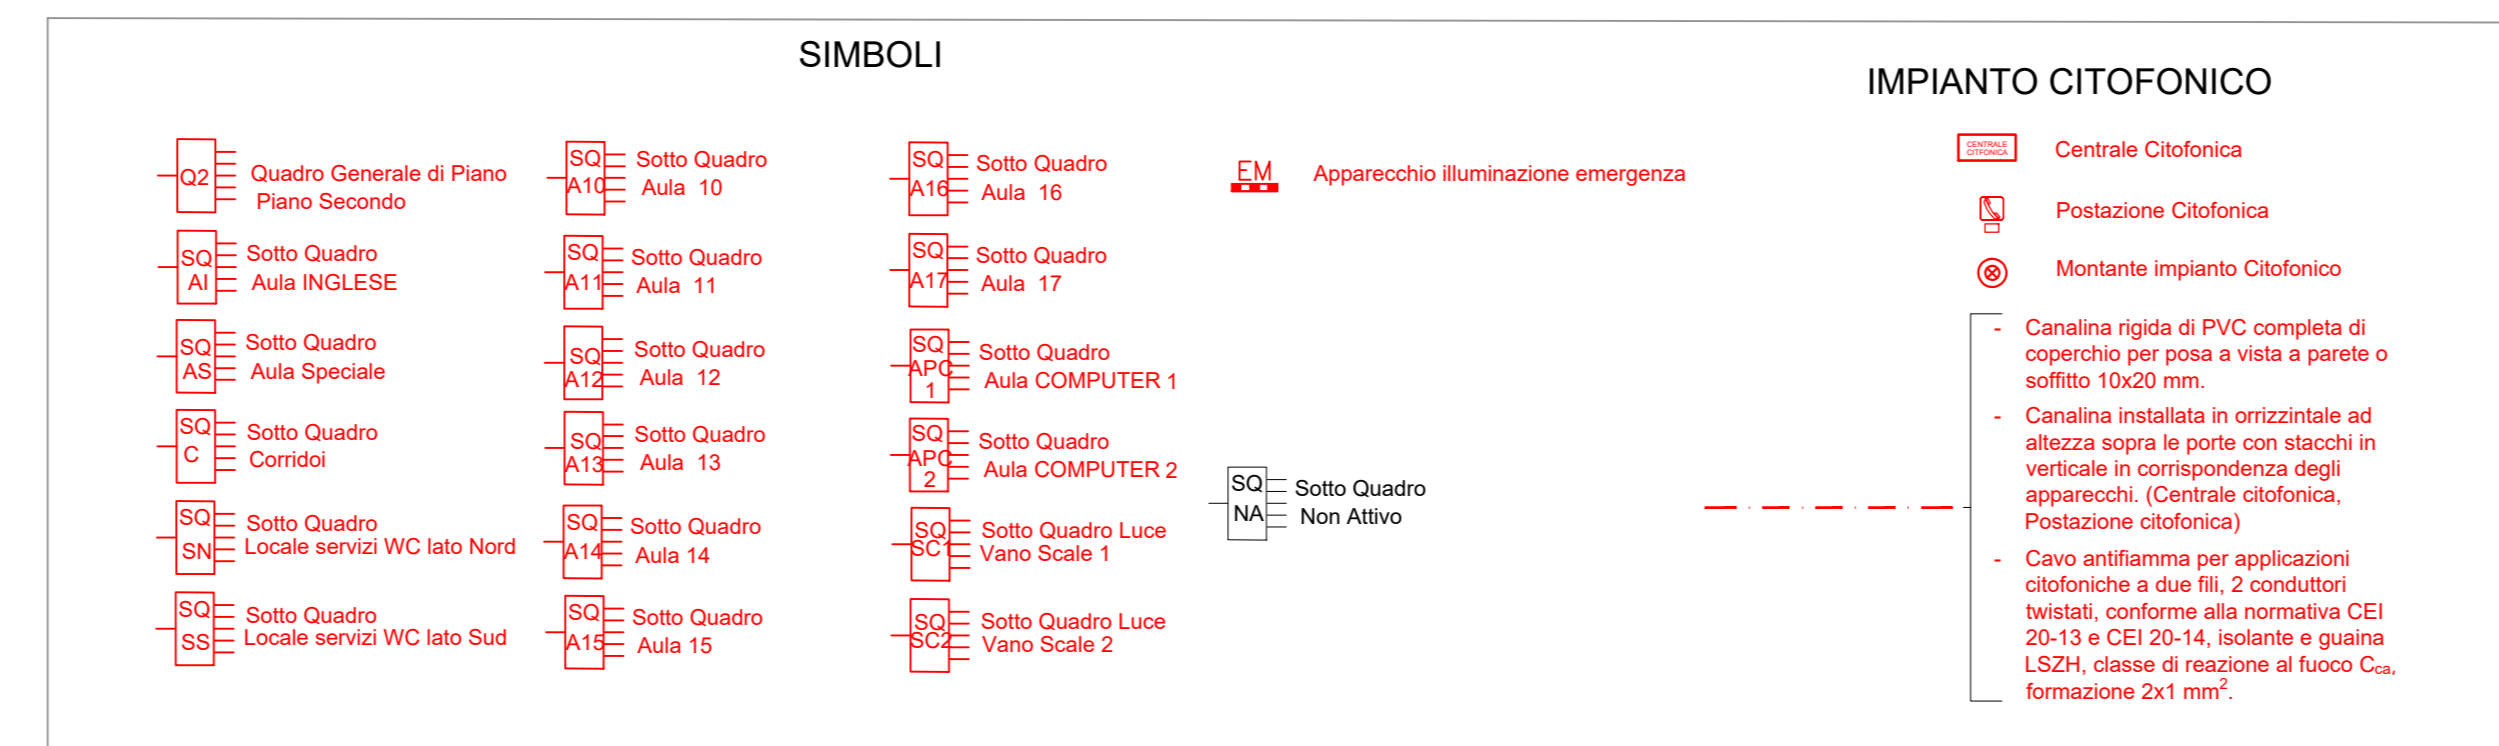 SIMBOLI
Q2
Quadro Generale di Piano
Piano Secondo
SQ
AI
Sotto Quadro
Aula INGLESE
SQ
AS
Sotto Quadro
Aula Speciale
SQ
C
Sotto Quadro
Corridoi
SQ
SN
Sotto Quadro
Locale servizi WC lato Nord
SQ
SS
Sotto Quadro
Locale servizi WC lato Sud
SQ
A10
Sotto Quadro
Aula 10
SQ
A11
Sotto Quadro
Aula 11
SQ
A12
Sotto Quadro
Aula 12
SQ
A13
Sotto Quadro
Aula 13
SQ
A14
Sotto Quadro
Aula 14
SQ
A15
Sotto Quadro
Aula 15
SQ
A16
Sotto Quadro
Aula 16
SQ
A17
Sotto Quadro
Aula 17
SQ
APC
1
Sotto Quadro
Aula COMPUTER 1
SQ
APC
2
Sotto Quadro
Aula COMPUTER 2
SQ
SC1
Sotto Quadro Luce
Vano Scale 1
SQ
SC2
Sotto Quadro Luce
Vano Scale 2
EM
Apparecchio illuminazione emergenza
SQ
NA
Sotto Quadro
Non Attivo
IMPIANTO CITOFONICO
CENTRALE
CITFONICA
Centrale Citofonica
Postazione Citofonica
Montante impianto Citofonico
- Canalina rigida di PVC completa di
coperchio per posa a vista a parete o
soffitto 10x20 mm.
- Canalina installata in orrizzintale ad
altezza sopra le porte con stacchi in
verticale in corrispondenza degli
apparecchi. (Centrale citofonica,
Postazione citofonica)
- Cavo antifiamma per applicazioni
citofoniche a due fili, 2 conduttori
twistati, conforme alla normativa CEI
20-13 e CEI 20-14, isolante e guaina
LSZH, classe di reazione al fuoco Cca,
formazione 2x1 mm².